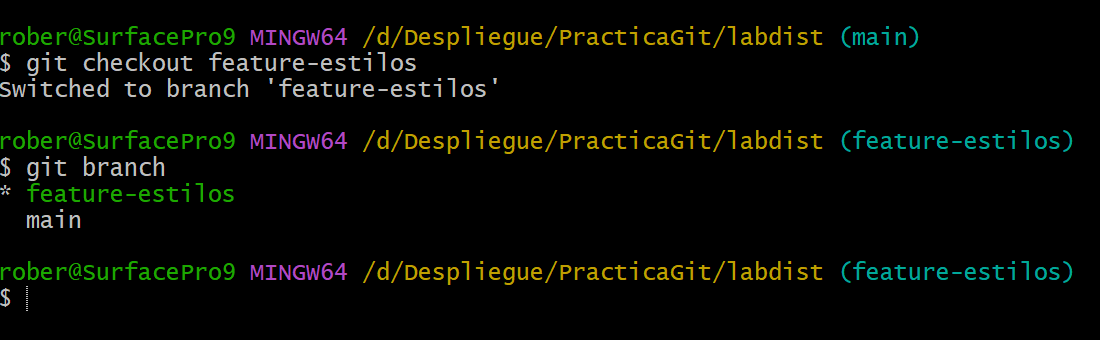 rober@SurfacePro9 MINGW64 /d/Despliegue/PracticaGit/labdist (main)
$ git checkout feature-estilos
Switched to branch 'feature-estilos'
rober@SurfacePro9 MINGW64 /d/Despliegue/PracticaGit/labdist (feature-estilos)
$ git branch
* feature-estilos
  main
rober@SurfacePro9 MINGW64 /d/Despliegue/PracticaGit/labdist (feature-estilos)
$